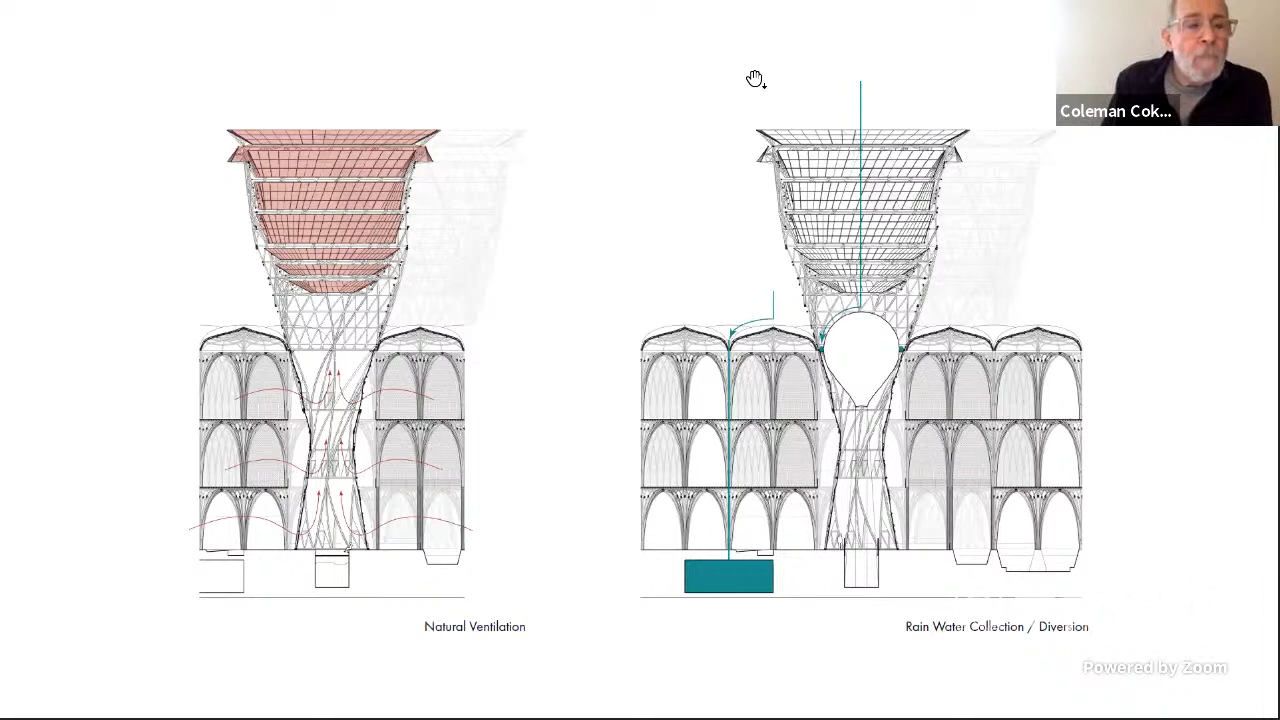 Coleman Cok...
Natural Ventilation
Rain Water Collection / Diversion
Powered by Zoom